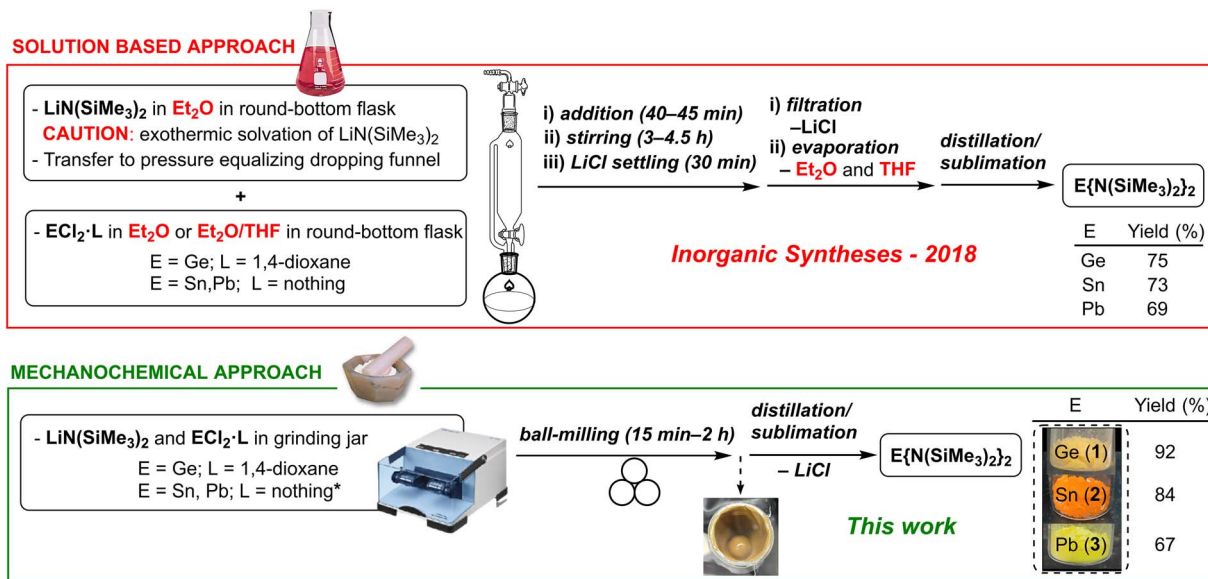 SOLUTION BASED APPROACH
- LiN(SiMe3)2 in Et2O in round-bottom flask
CAUTION: exothermic solvation of LiN(SiMe3)2
- Transfer to pressure equalizing dropping funnel
+
- ECl2·L in Et2O or Et2O/THF in round-bottom flask
E = Ge; L = 1,4-dioxane
E = Sn,Pb; L = nothing
i) addition (40–45 min)
ii) stirring (3–4.5 h)
iii) LiCl settling (30 min)
i) filtration
–LiCl
ii) evaporation
– Et2O and THF
distillation/
sublimation
E{N(SiMe3)2}2
Inorganic Syntheses - 2018
E Yield (%)
Ge 75
Sn 73
Pb 69
MECHANOCHEMICAL APPROACH
- LiN(SiMe3)2 and ECl2·L in grinding jar
E = Ge; L = 1,4-dioxane
E = Sn, Pb; L = nothing*
ball-milling (15 min–2 h)
distillation/
sublimation
– LiCl
E{N(SiMe3)2}2
This work
E Yield (%)
Ge (1) 92
Sn (2) 84
Pb (3) 67